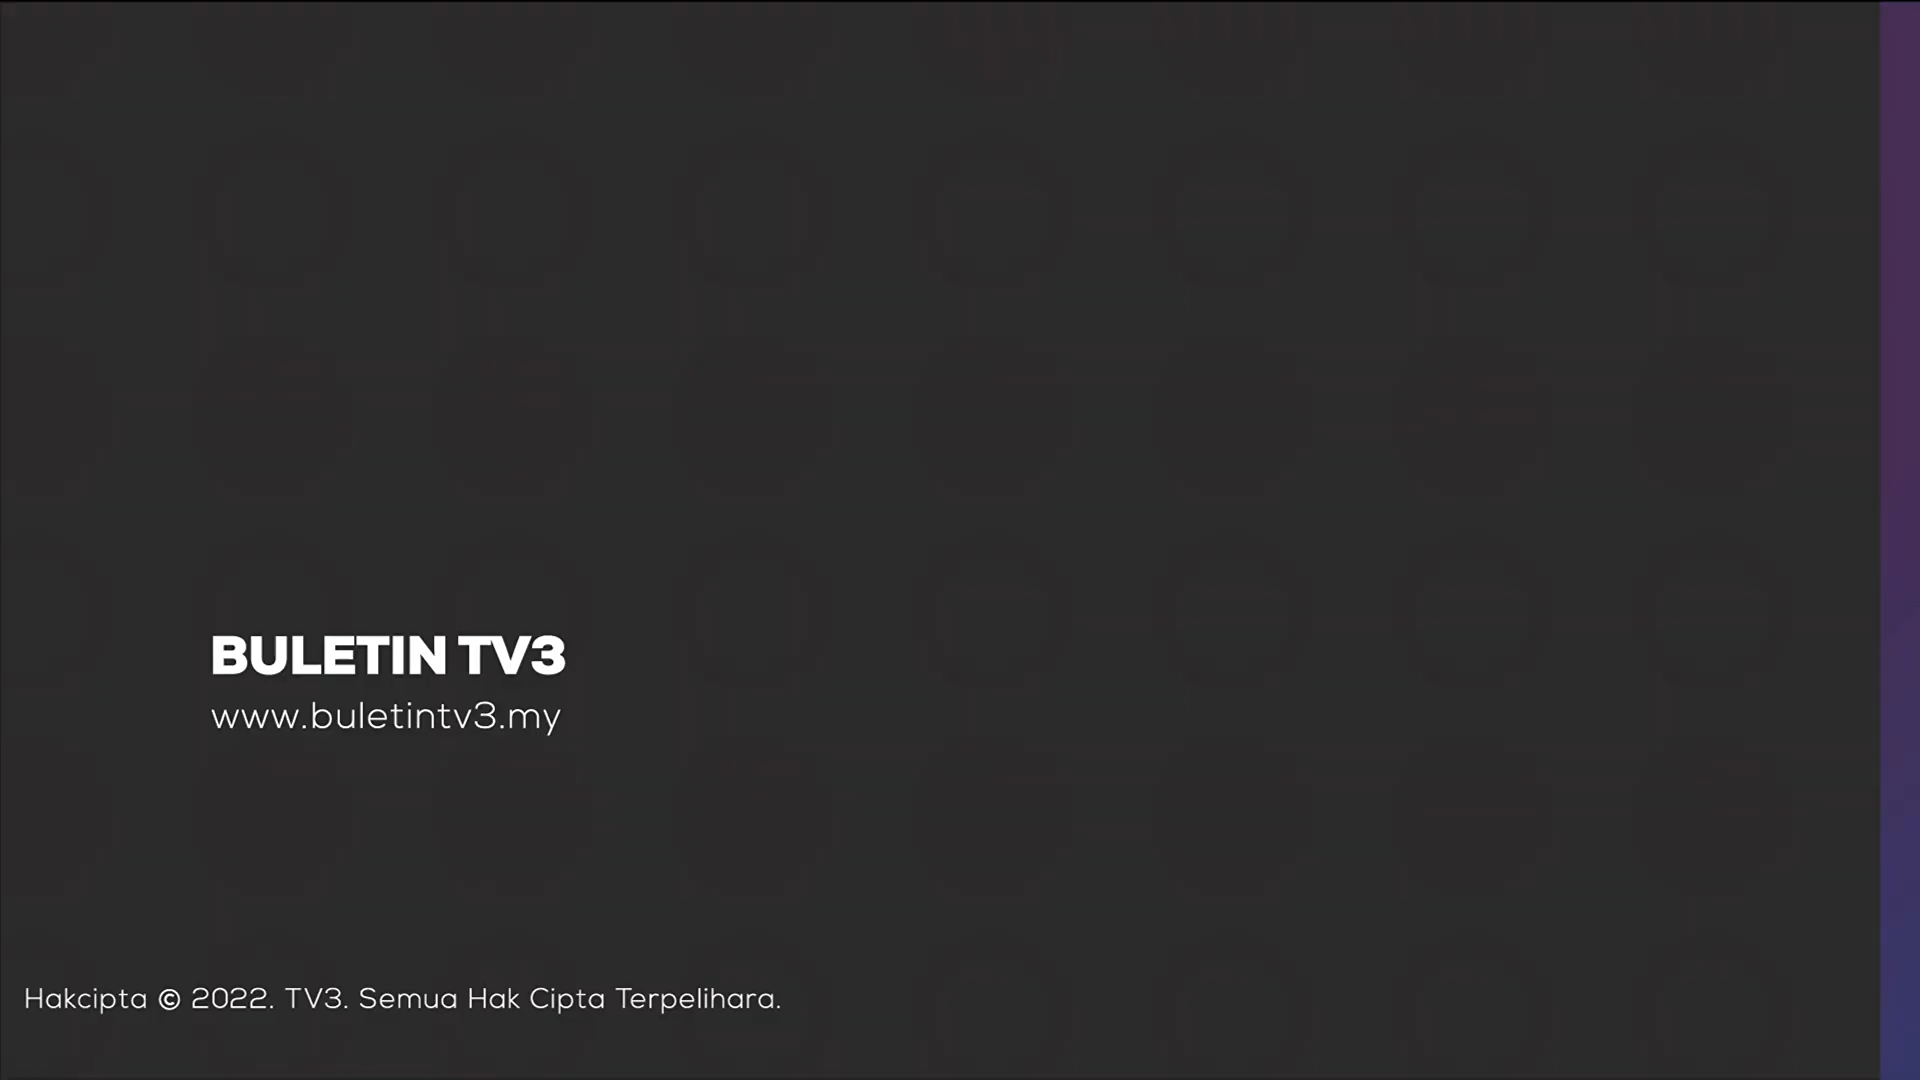 BULETIN TV3
www.buletintv3.my
Hakcipta © 2022. TV3. Semua Hak Cipta Terpelihara.